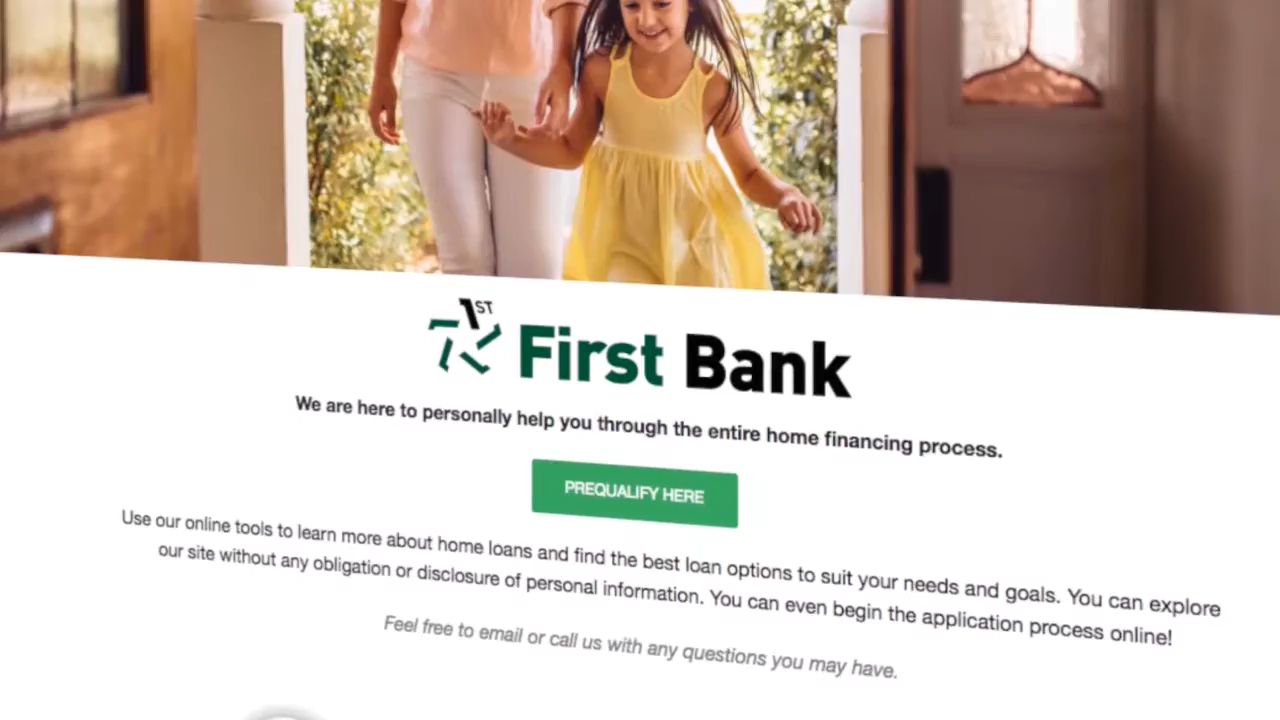 1ST
First Bank
We are here to personally help you through the entire home financing process.
PREQUALIFY HERE
Use our online tools to learn more about home loans and find the best loan options to suit your needs and goals. You can explore
our site without any obligation or disclosure of personal information. You can even begin the application process online!
Feel free to email or call us with any questions you may have.